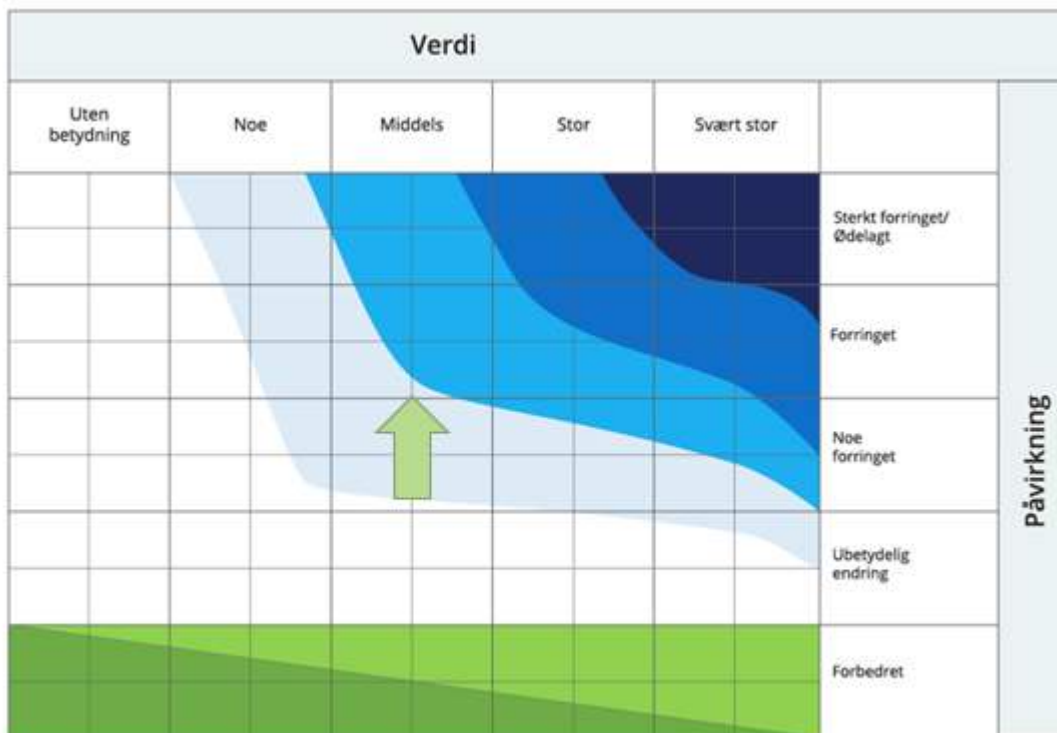 Verdi
Uten
betydning
Noe
Middels
Stor
Svært stor
Sterkt forringet/
Ødelagt
Forringet
Noe
forringet
Ubetydelig
endring
Forbedret
Påvirkning